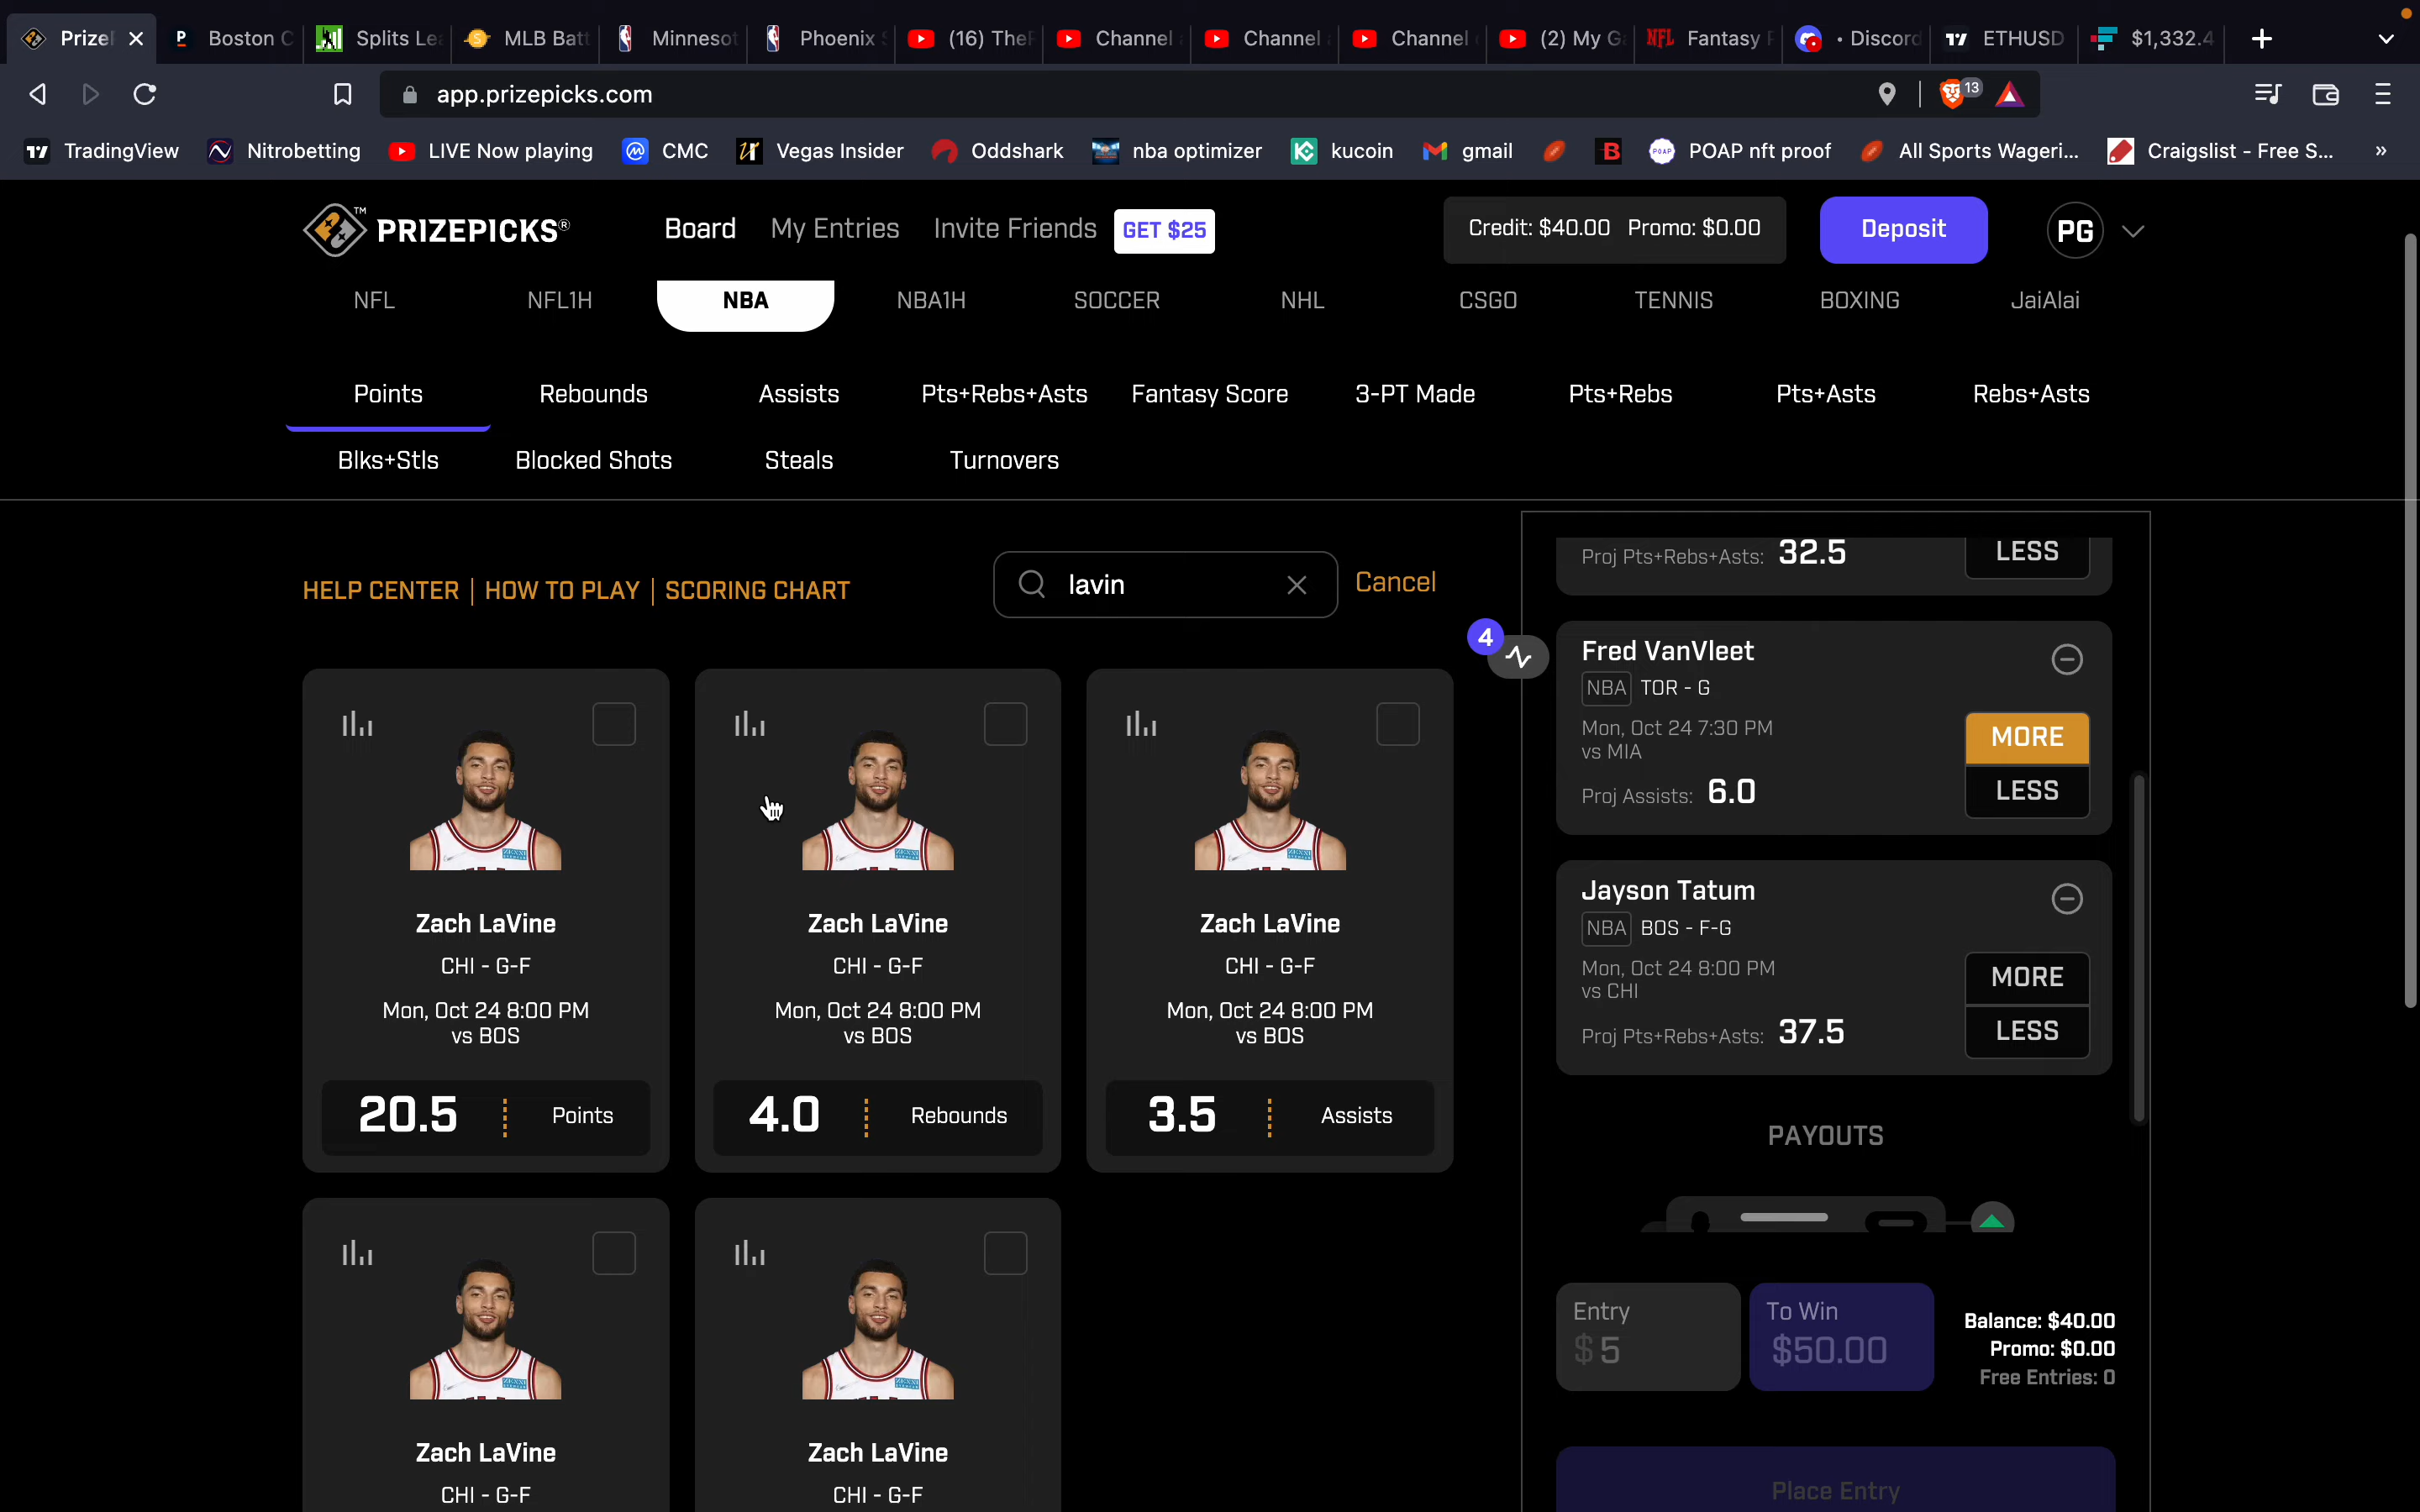 PrizeP
Boston C
Splits Lea
MLB Batt
Minnesot
Phoenix S
(16) TheF
Channel
Channel
Channel
(2) My Ga
NFL Fantasy
• Discord
ETHUSD
$1,332.4
app.prizepicks.com
13
TradingView
Nitrobetting
LIVE Now playing
CMC
Vegas Insider
Oddshark
nba optimizer
kucoin
gmail
B
POAP nft proof
All Sports Wageri...
Craigslist - Free S...
»
PRIZEPICKS®
Board
My Entries
Invite Friends
GET $25
Credit: $40.00 Promo: $0.00
Deposit
PG
NFL
NFL1H
NBA
NBA1H
SOCCER
NHL
CSGO
TENNIS
BOXING
JaiAlai
Points
Rebounds
Assists
Pts+Rebs+Asts
Fantasy Score
3-PT Made
Pts+Rebs
Pts+Asts
Rebs+Asts
Blks+Stls
Blocked Shots
Steals
Turnovers
HELP CENTER | HOW TO PLAY | SCORING CHART
lavin
Cancel
Zach LaVine
CHI - G-F
Mon, Oct 24 8:00 PM
vs BOS
20.5 Points
Zach LaVine
CHI - G-F
Mon, Oct 24 8:00 PM
vs BOS
4.0 Rebounds
Zach LaVine
CHI - G-F
Mon, Oct 24 8:00 PM
vs BOS
3.5 Assists
Zach LaVine
CHI - G-F
Zach LaVine
CHI - G-F
4
Proj Pts+Rebs+Asts: 32.5
LESS
Fred VanVleet
NBA TOR - G
Mon, Oct 24 7:30 PM
vs MIA
Proj Assists: 6.0
MORE
LESS
Jayson Tatum
NBA BOS - F-G
Mon, Oct 24 8:00 PM
vs CHI
Proj Pts+Rebs+Asts: 37.5
MORE
LESS
PAYOUTS
Entry
$ 5
To Win
$50.00
Balance: $40.00
Promo: $0.00
Free Entries: 0
Place Entry